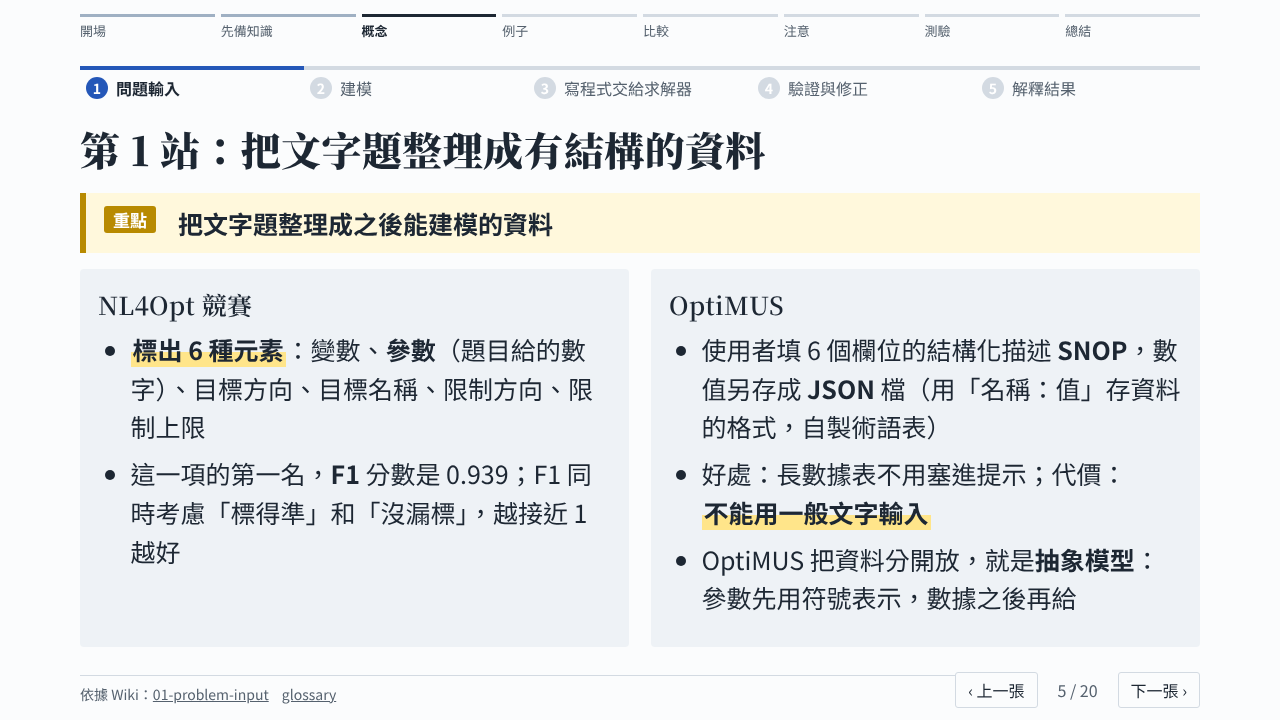 開場 先備知識 概念 例子 比較 注意 測驗 總結
1 問題輸入 2 建模 3 寫程式交給求解器 4 驗證與修正 5 解釋結果
第 1 站：把文字題整理成有結構的資料
重點 把文字題整理成之後能建模的資料
NL4Opt 競賽
標出 6 種元素：變數、參數（題目給的數
字）、目標方向、目標名稱、限制方向、限
制上限
這一項的第一名，F1 分數是 0.939；F1 同
時考慮「標得準」和「沒漏標」，越接近 1
越好
OptiMUS
使用者填 6 個欄位的結構化描述 SNOP，數
值另存成 JSON 檔（用「名稱：值」存資料
的格式，自製術語表）
好處：長數據表不用塞進提示；代價：
不能用一般文字輸入
OptiMUS 把資料分開放，就是抽象模型：
參數先用符號表示，數據之後再給
依據 Wiki：01-problem-input glossary
‹ 上一張 5 / 20 下一張 ›